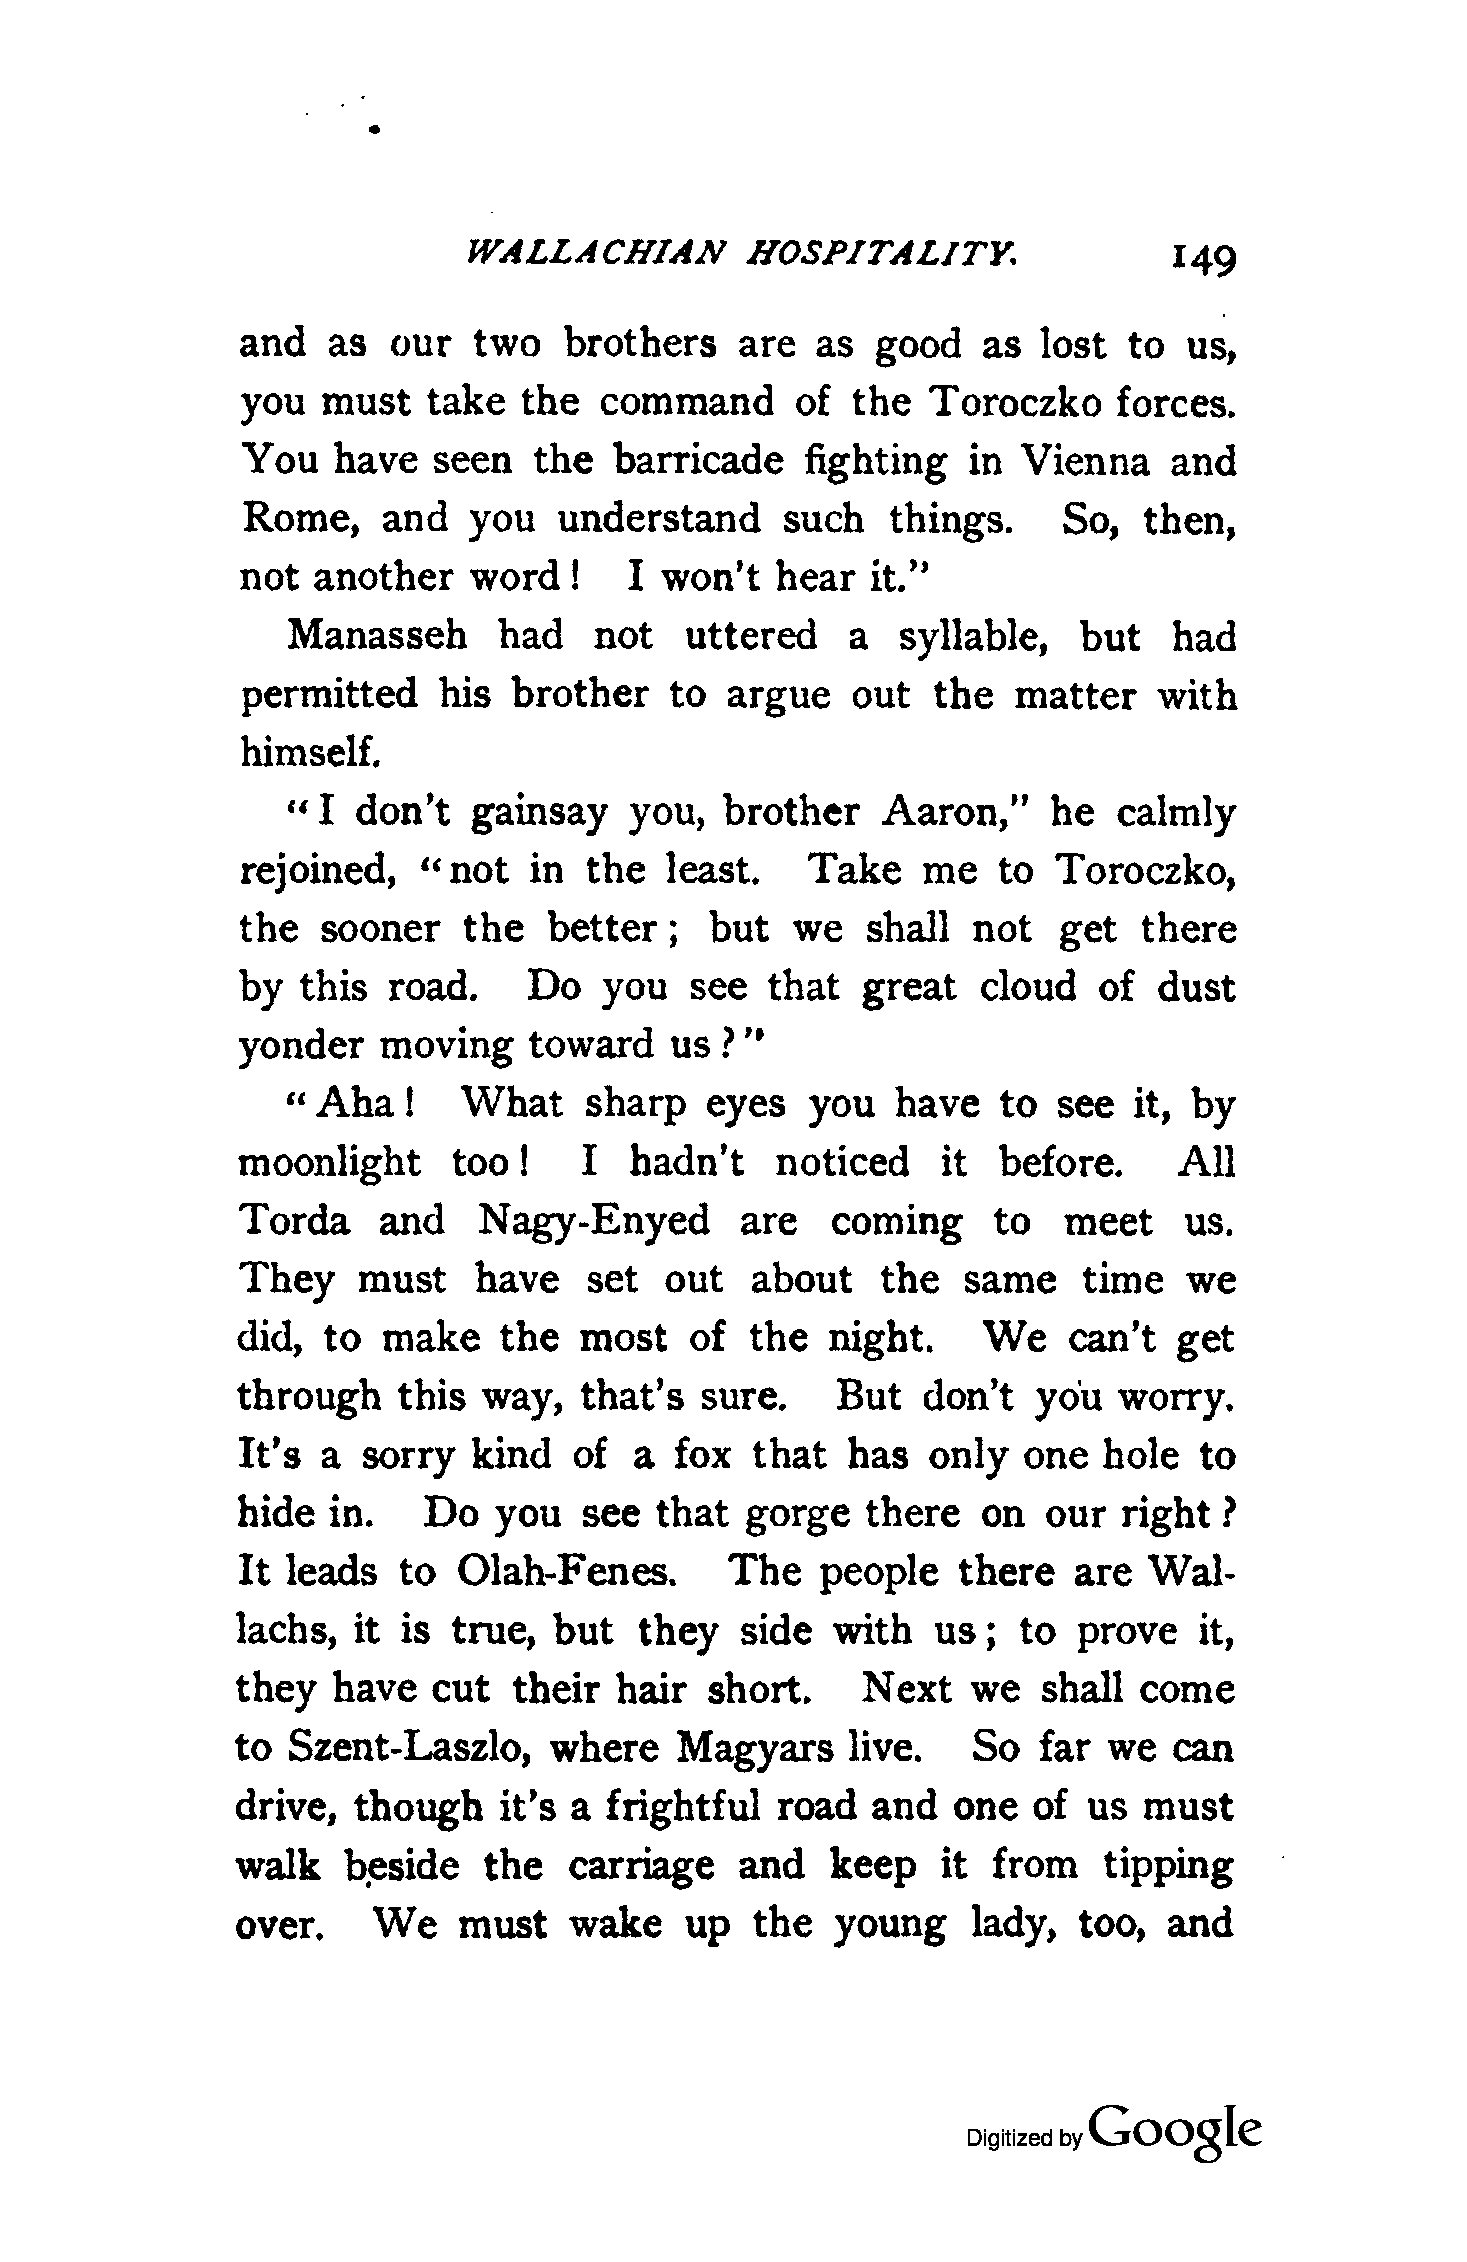 WALLACHIAN HOSPITALITY. 149
and as our two brothers are as good as lost to us,
you must take the command of the Toroczko forces.
You have seen the barricade fighting in Vienna and
Rome, and you understand such things. So, then,
not another word! I won't hear it."
Manasseh had not uttered a syllable, but had
permitted his brother to argue out the matter with
himself.
"I don't gainsay you, brother Aaron," he calmly
rejoined, "not in the least. Take me to Toroczko,
the sooner the better; but we shall not get there
by this road. Do you see that great cloud of dust
yonder moving toward us?"
"Aha! What sharp eyes you have to see it, by
moonlight too! I hadn't noticed it before. All
Torda and Nagy-Enyed are coming to meet us.
They must have set out about the same time we
did, to make the most of the night. We can't get
through this way, that's sure. But don't you worry.
It's a sorry kind of a fox that has only one hole to
hide in. Do you see that gorge there on our right?
It leads to Olah-Fenes. The people there are Wal-
lachs, it is true, but they side with us; to prove it,
they have cut their hair short. Next we shall come
to Szent-Laszlo, where Magyars live. So far we can
drive, though it's a frightful road and one of us must
walk beside the carriage and keep it from tipping
over. We must wake up the young lady, too, and
Digitized by Google